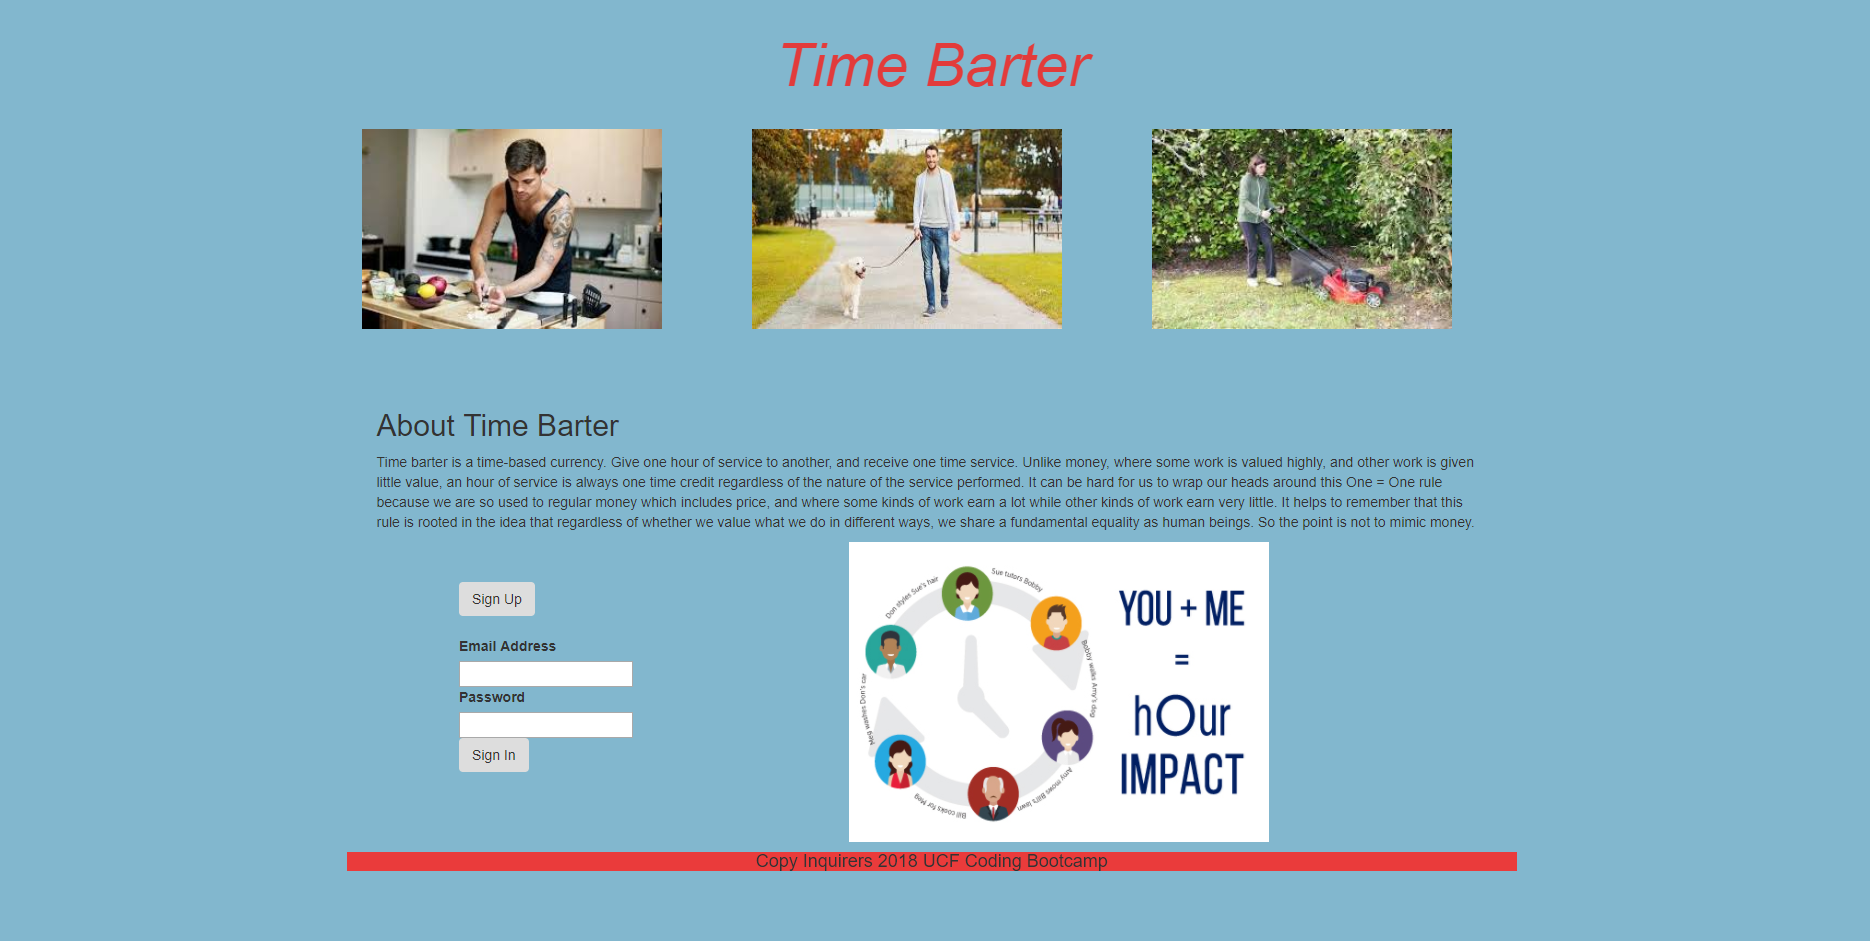 Time Barter
About Time Barter
Time barter is a time-based currency. Give one hour of service to another, and receive one time service. Unlike money, where some work is valued highly, and other work is given
little value, an hour of service is always one time credit regardless of the nature of the service performed. It can be hard for us to wrap our heads around this One = One rule
because we are so used to regular money which includes price, and where some kinds of work earn a lot while other kinds of work earn very little. It helps to remember that this
rule is rooted in the idea that regardless of whether we value what we do in different ways, we share a fundamental equality as human beings. So the point is not to mimic money.
Sign Up
Email Address
Password
Sign In
Don styles Sue's hair
Sue tutors Bobby
Bobby walks Amy's dog
Amy mows Bill's lawn
Bill cooks for Meg
Meg washes Don's car
YOU + ME
=
hOur
IMPACT
Copy Inquirers 2018 UCF Coding Bootcamp